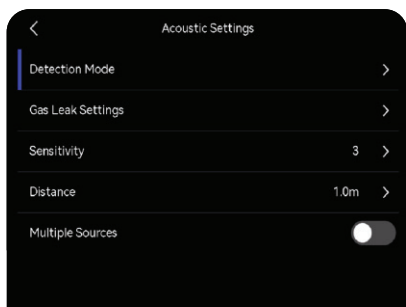 Acoustic Settings
Detection Mode
Gas Leak Settings
Sensitivity 3
Distance 1.0m
Multiple Sources